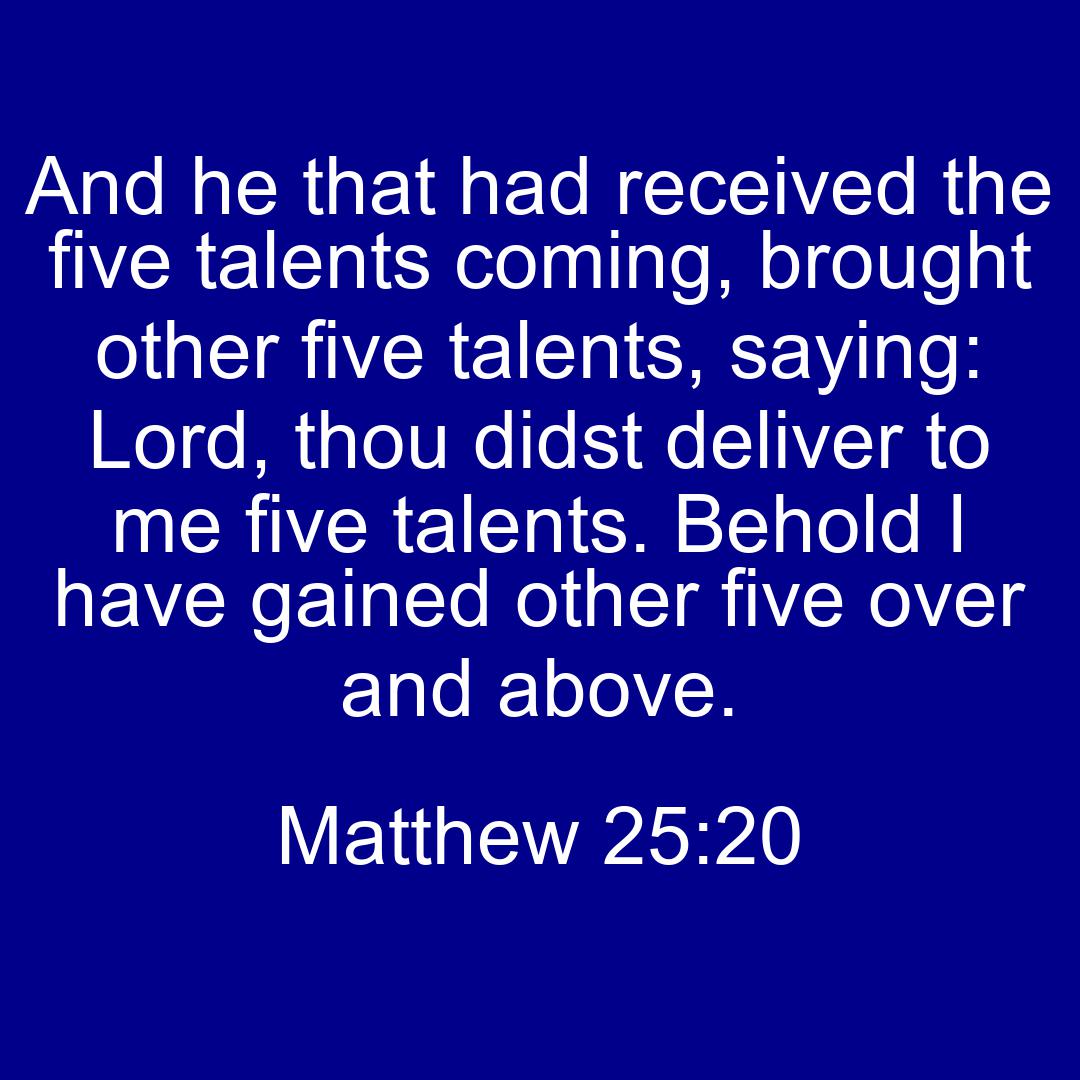 And he that had received the
five talents coming, brought
other five talents, saying:
Lord, thou didst deliver to
me five talents. Behold I
have gained other five over
and above.
Matthew 25:20